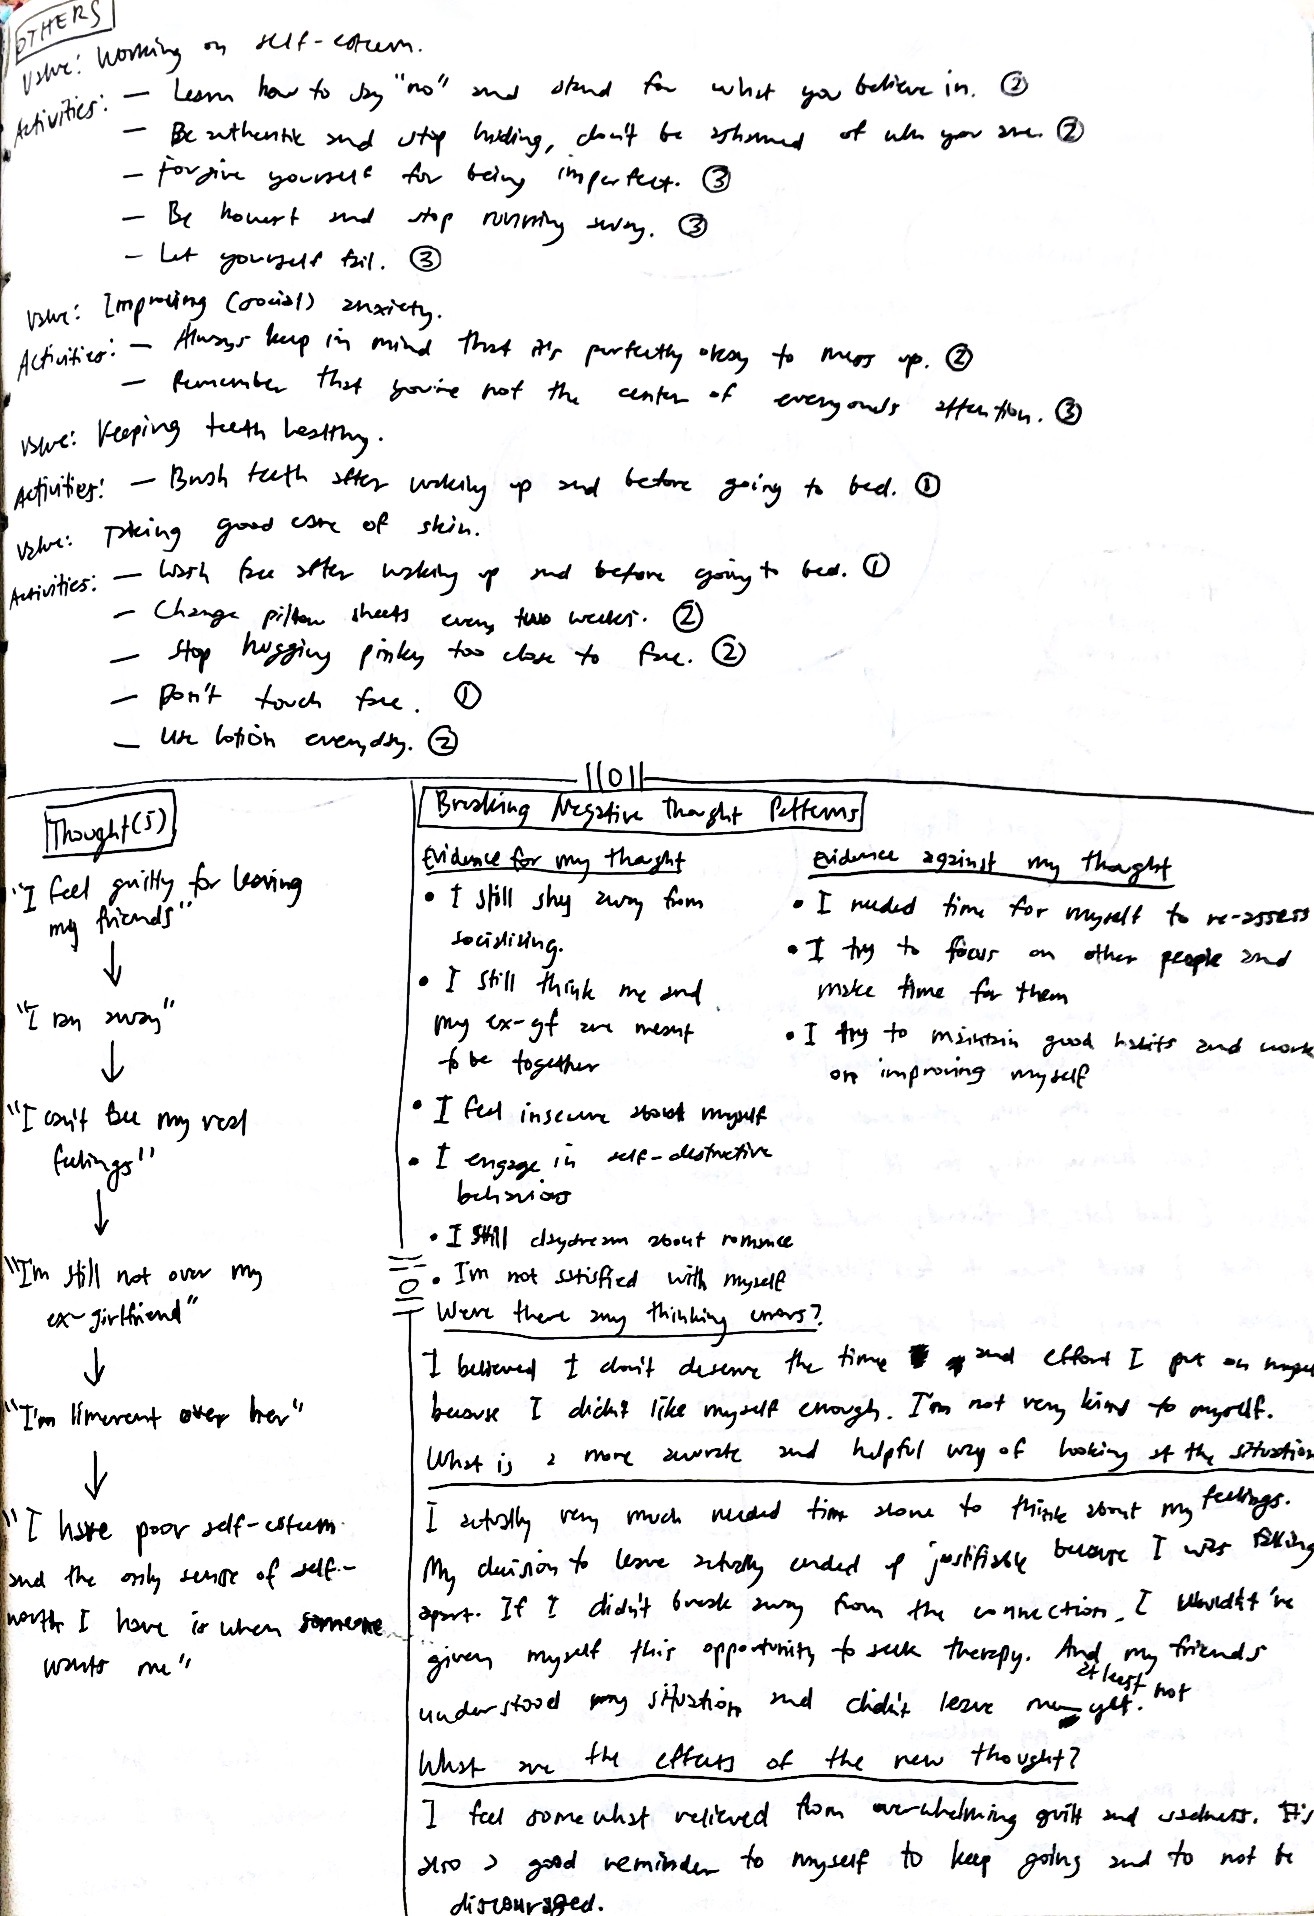 OTHERS
Value: Working on self-esteem.
Activities: — Learn how to say "no" and stand for what you believe in. ②
— Be authentic and stop hiding, don't be ashamed of who you are. ②
— Forgive yourself for being imperfect. ③
— Be honest and stop running away. ③
— Let yourself fail. ③
Value: Improving (social) anxiety.
Activities: — Always keep in mind that it's perfectly okay to mess up. ②
— Remember that you're not the center of everyone's attention. ③
Value: Keeping teeth healthy.
Activities: — Brush teeth after waking up and before going to bed. ①
Value: Taking good care of skin.
Activities: — Wash face after waking up and before going to bed. ①
— Change pillow sheets every two weeks. ②
— Stop hugging pinky too close to face. ②
— Don't touch face. ①
— Use lotion everyday. ②
Thought(s)
"I feel guilty for leaving
my friends"
↓
"I ran away"
↓
"I can't face my real
feelings"
↓
"I'm still not over my
ex-girlfriend"
↓
"I'm limerent over her"
↓
"I have poor self-esteem
and the only sense of self-
worth I have is when someone
wants me"
Breaking Negative Thought Patterns
Evidence for my thought
• I still shy away from
socialising.
• I still think me and
my ex-gf are meant
to be together
• I feel insecure about myself
• I engage in self-destructive
behaviors
• I still daydream about romance
• I'm not satisfied with myself
Evidence against my thought
• I needed time for myself to re-assess
• I try to focus on other people and
make time for them
• I try to maintain good habits and work
on improving myself
Were there any thinking errors?
I believed I don't deserve the time and effort I put on myself
because I didn't like myself enough. I'm not very kind to myself.
What is a more accurate and helpful way of looking at the situation
I actually very much needed time alone to think about my feelings.
My decision to leave actually ended up justifiable because I was falling
apart. If I didn't break away from the connection, I wouldn't've
given myself this opportunity to seek therapy. And my friends
understood my situation and didn't leave me at least not yet.
What are the effects of the new thought?
I feel somewhat relieved from overwhelming guilt and sadness. It's
also a good reminder to myself to keep going and to not be
discouraged.